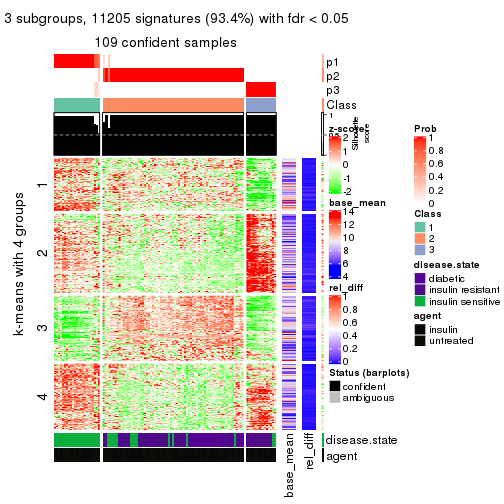 3 subgroups, 11205 signatures (93.4%) with fdr < 0.05
109 confident samples
p1
p2
p3
Class
1
0.5
0
Silhouette
score
k-means with 4 groups
1
2
3
4
z-score
2
1
0
-1
-2
base_mean
14
12
10
8
6
4
rel_diff
1
0.8
0.6
0.4
0.2
0
Status (barplots)
confident
ambiguous
Prob
1
0.8
0.6
0.4
0.2
0
Class
1
2
3
disease.state
diabetic
insulin resistant
insulin sensitive
agent
insulin
untreated
disease.state
agent
base_mean
rel_diff